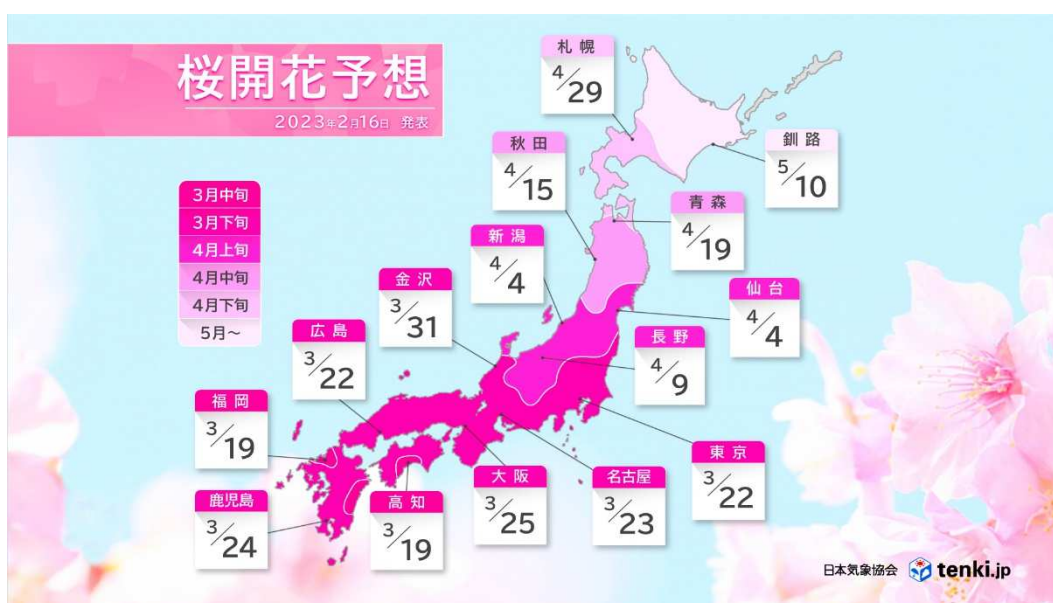 桜開花予想
2023年2月16日 発表
3月中旬
3月下旬
4月上旬
4月中旬
4月下旬
5月~
札幌
4/29
釧路
5/10
秋田
4/15
青森
4/19
新潟
4/4
仙台
4/4
金沢
3/31
長野
4/9
広島
3/22
福岡
3/19
東京
3/22
大阪
3/25
名古屋
3/23
鹿児島
3/24
高知
3/19
日本気象協会 tenki.jp